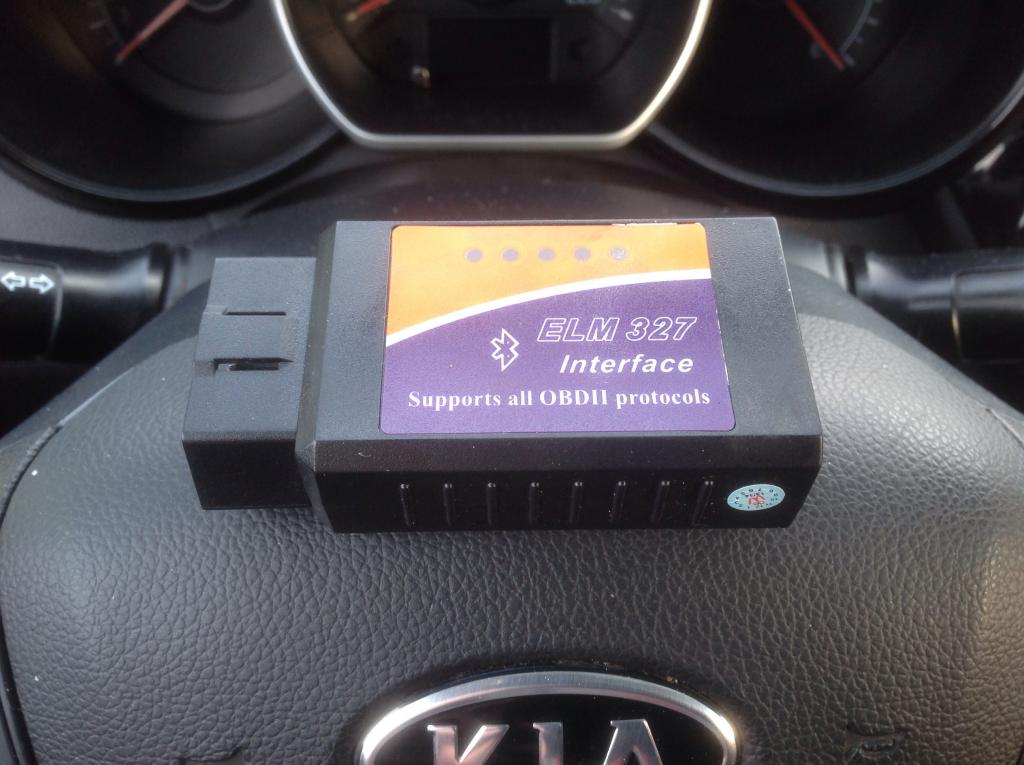 ELM 327
Interface
Supports all OBDII protocols
KIA